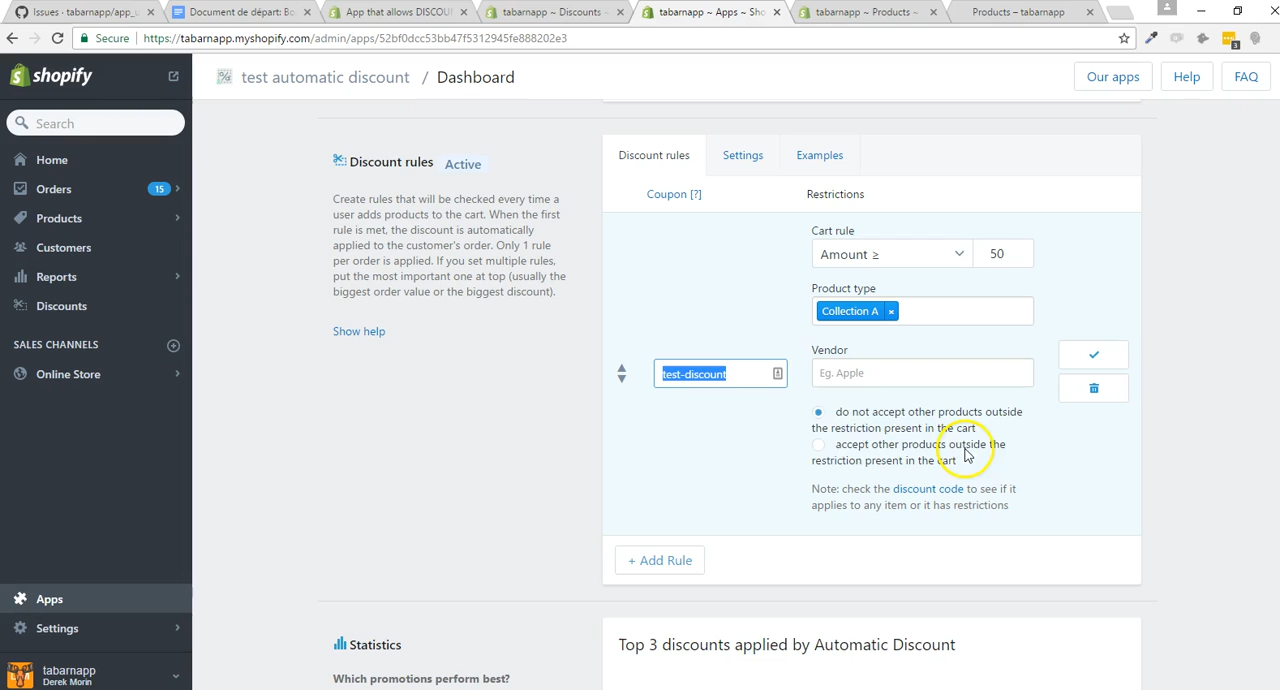 Issues · tabarnapp/app_u
Document de départ: Bo
App that allows DISCOU
tabarnapp ~ Discounts ~
tabarnapp ~ Apps ~ Sho
tabarnapp ~ Products ~
Products – tabarnapp
Secure
https://tabarnapp.myshopify.com/admin/apps/52bf0dcc53bb47f5312945fe888202e3
3
shopify
% test automatic discount / Dashboard
Our apps
Help
FAQ
Search
Home
Orders 15
Products
Customers
Reports
Discounts
SALES CHANNELS
Online Store
Apps
Settings
tabarnapp
Derek Morin
Discount rules Active
Create rules that will be checked every time a
user adds products to the cart. When the first
rule is met, the discount is automatically
applied to the customer's order. Only 1 rule
per order is applied. If you set multiple rules,
put the most important one at top (usually the
biggest order value or the biggest discount).
Show help
Discount rules
Settings
Examples
Coupon [?]
Restrictions
Cart rule
Amount ≥
50
Product type
Collection A ×
Vendor
Eg. Apple
test-discount
do not accept other products outside
the restriction present in the cart
accept other products outside the
restriction present in the cart
Note: check the discount code to see if it
applies to any item or it has restrictions
+ Add Rule
Statistics
Which promotions perform best?
Top 3 discounts applied by Automatic Discount